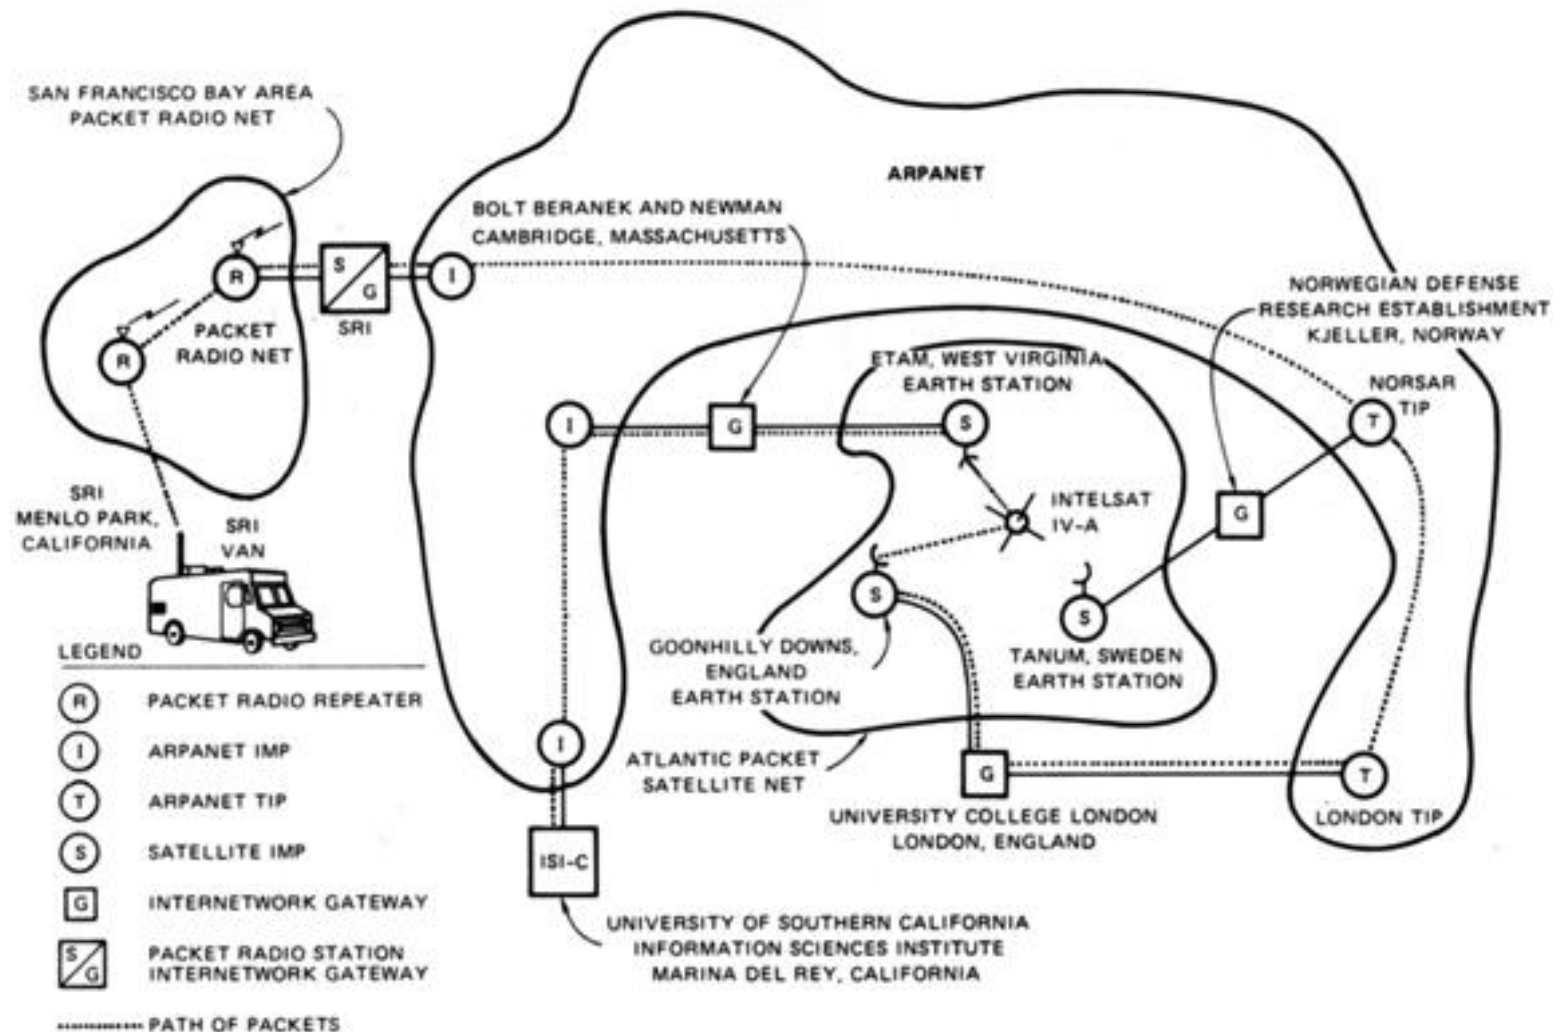 SAN FRANCISCO BAY AREA
PACKET RADIO NET
ARPANET
BOLT BERANEK AND NEWMAN
CAMBRIDGE, MASSACHUSETTS
R
S
G
SRI
I
PACKET
RADIO NET
R
NORWEGIAN DEFENSE
RESEARCH ESTABLISHMENT
KJELLER, NORWAY
ETAM, WEST VIRGINIA
EARTH STATION
NORSAR
TIP
T
I
G
S
INTELSAT
IV-A
G
SRI
MENLO PARK,
CALIFORNIA
SRI
VAN
S
S
GOONHILLY DOWNS,
ENGLAND
EARTH STATION
TANUM, SWEDEN
EARTH STATION
I
ATLANTIC PACKET
SATELLITE NET
G
T
UNIVERSITY COLLEGE LONDON
LONDON, ENGLAND
LONDON TIP
ISI-C
UNIVERSITY OF SOUTHERN CALIFORNIA
INFORMATION SCIENCES INSTITUTE
MARINA DEL REY, CALIFORNIA
LEGEND
R PACKET RADIO REPEATER
I ARPANET IMP
T ARPANET TIP
S SATELLITE IMP
G INTERNETWORK GATEWAY
S PACKET RADIO STATION
G INTERNETWORK GATEWAY
PATH OF PACKETS